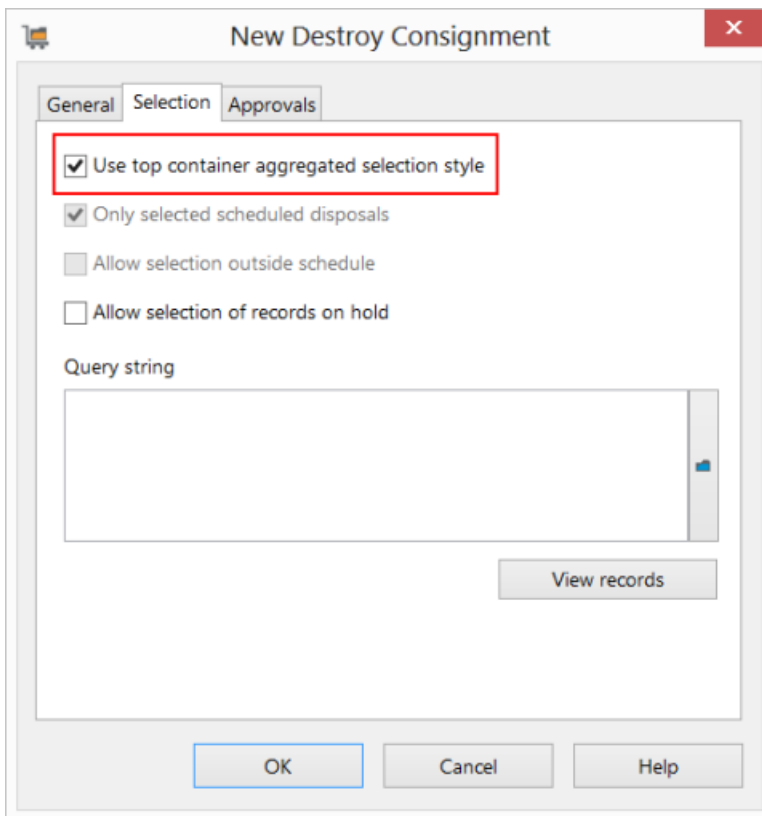 New Destroy Consignment
General Selection Approvals
Use top container aggregated selection style
Only selected scheduled disposals
Allow selection outside schedule
Allow selection of records on hold
Query string
View records
OK Cancel Help